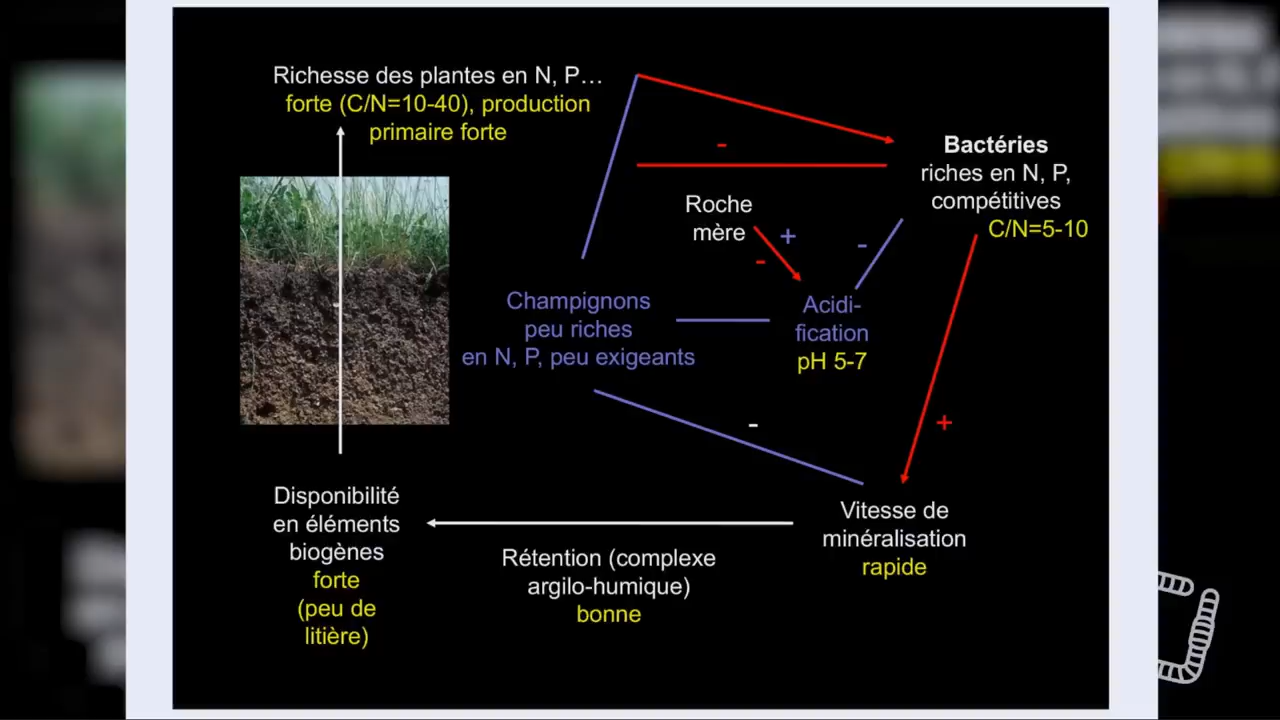 Richesse des plantes en N, P…
forte (C/N=10-40), production
primaire forte
-
Bactéries
riches en N, P,
compétitives
C/N=5-10
Roche
mère
+
-
-
Champignons
peu riches
en N, P, peu exigeants
Acidi-
fication
pH 5-7
-
+
Disponibilité
en éléments
biogènes
forte
(peu de
litière)
Rétention (complexe
argilo-humique)
bonne
Vitesse de
minéralisation
rapide